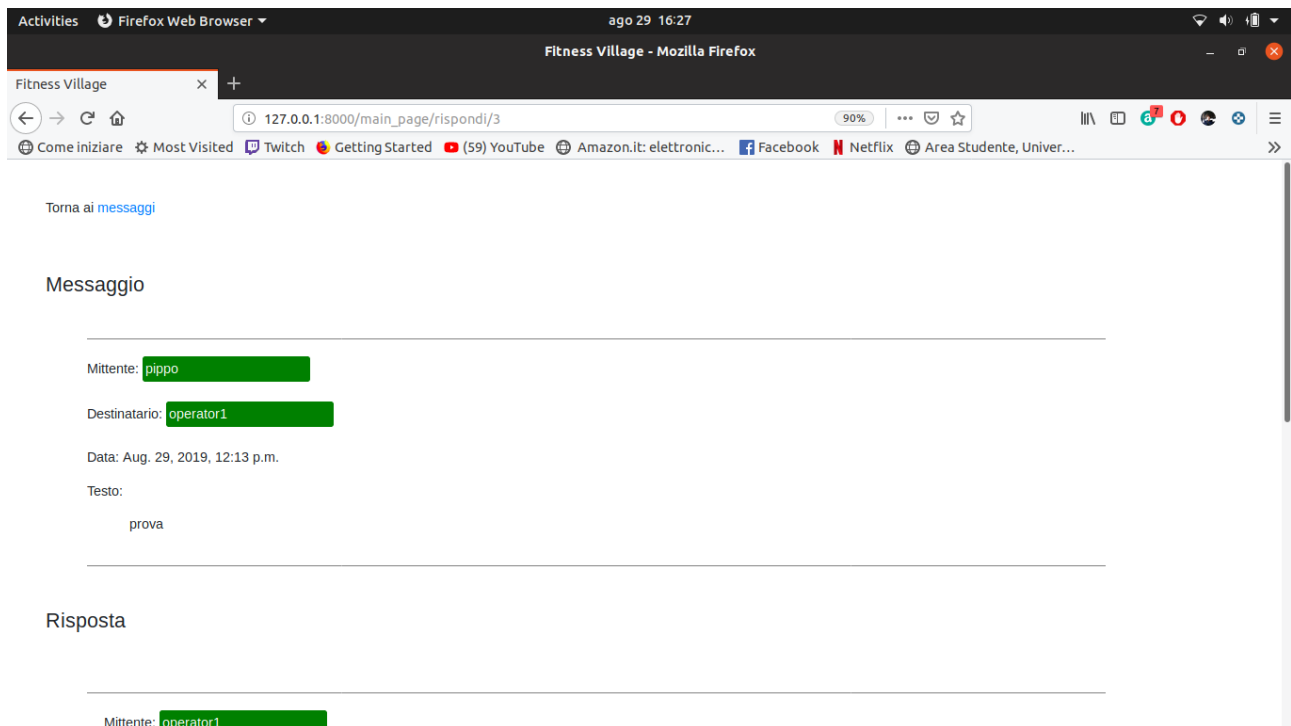 Activities Firefox Web Browser ago 29 16:27
Fitness Village - Mozilla Firefox
Fitness Village
127.0.0.1:8000/main_page/rispondi/3 90% 7
Come iniziare Most Visited Twitch Getting Started (59) YouTube Amazon.it: elettronic... Facebook Netflix Area Studente, Univer...
Torna ai messaggi
Messaggio
Mittente: pippo
Destinatario: operator1
Data: Aug. 29, 2019, 12:13 p.m.
Testo:
prova
Risposta
Mittente: operator1